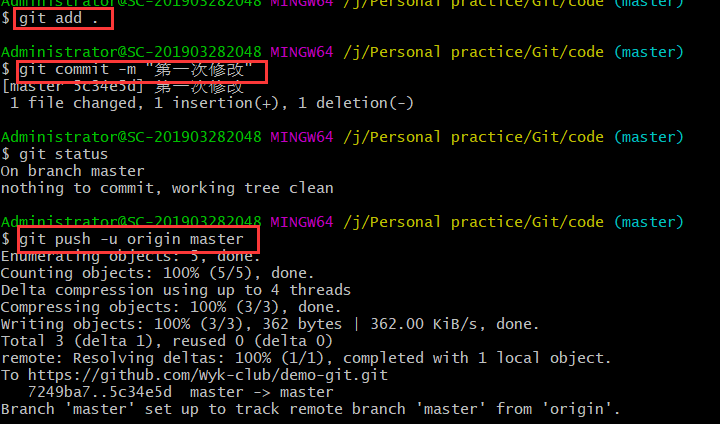 Administrator@SC-201903282048 MINGW64 /j/Personal practice/Git/code (master)
$ git add .
Administrator@SC-201903282048 MINGW64 /j/Personal practice/Git/code (master)
$ git commit -m "第一次修改"
[master 5c34e5d] 第一次修改
 1 file changed, 1 insertion(+), 1 deletion(-)
Administrator@SC-201903282048 MINGW64 /j/Personal practice/Git/code (master)
$ git status
On branch master
nothing to commit, working tree clean
Administrator@SC-201903282048 MINGW64 /j/Personal practice/Git/code (master)
$ git push -u origin master
Enumerating objects: 5, done.
Counting objects: 100% (5/5), done.
Delta compression using up to 4 threads
Compressing objects: 100% (3/3), done.
Writing objects: 100% (3/3), 362 bytes | 362.00 KiB/s, done.
Total 3 (delta 1), reused 0 (delta 0)
remote: Resolving deltas: 100% (1/1), completed with 1 local object.
To https://github.com/Wyk-club/demo-git.git
   7249ba7..5c34e5d  master -> master
Branch 'master' set up to track remote branch 'master' from 'origin'.